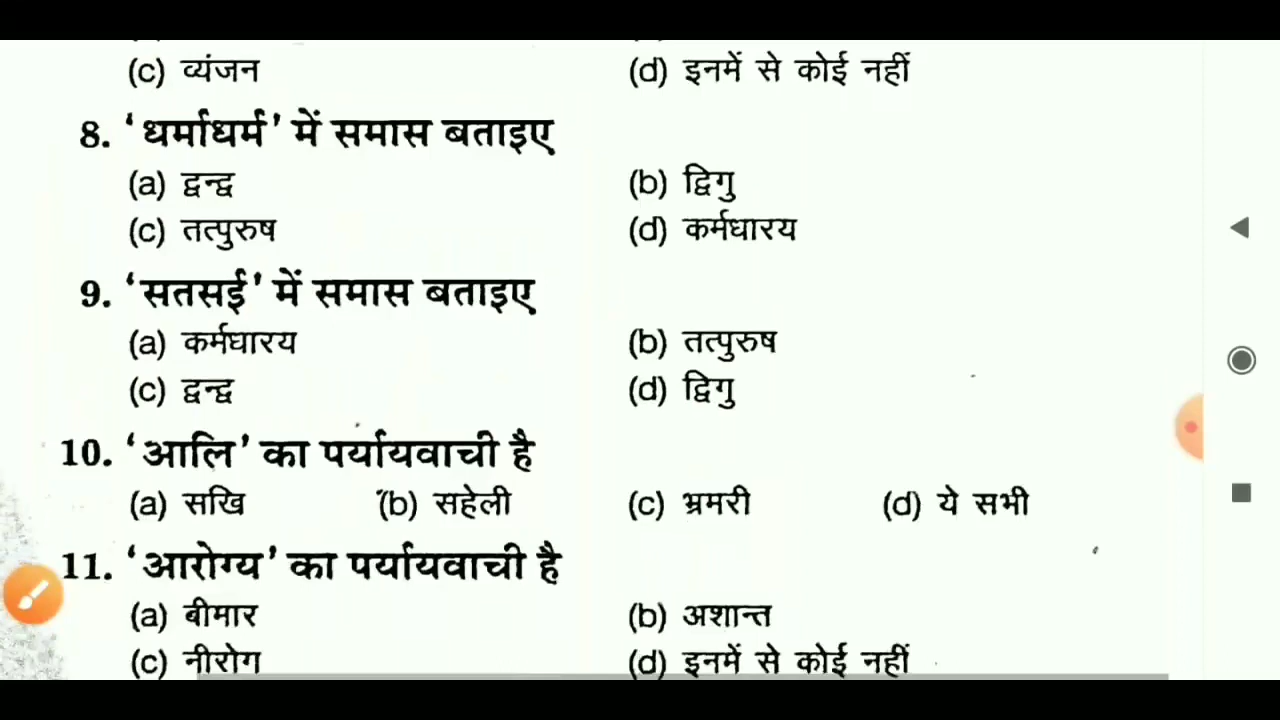 (c) व्यंजन (d) इनमें से कोई नहीं
8. ‘धर्माधर्म’ में समास बताइए
(a) द्वन्द्व (b) द्विगु
(c) तत्पुरुष (d) कर्मधारय
9. ‘सतसई’ में समास बताइए
(a) कर्मधारय (b) तत्पुरुष
(c) द्वन्द्व (d) द्विगु
10. ‘आलि’ का पर्यायवाची है
(a) सखि (b) सहेली (c) भ्रमरी (d) ये सभी
11. ‘आरोग्य’ का पर्यायवाची है
(a) बीमार (b) अशान्त
(c) नीरोग (d) इनमें से कोई नहीं